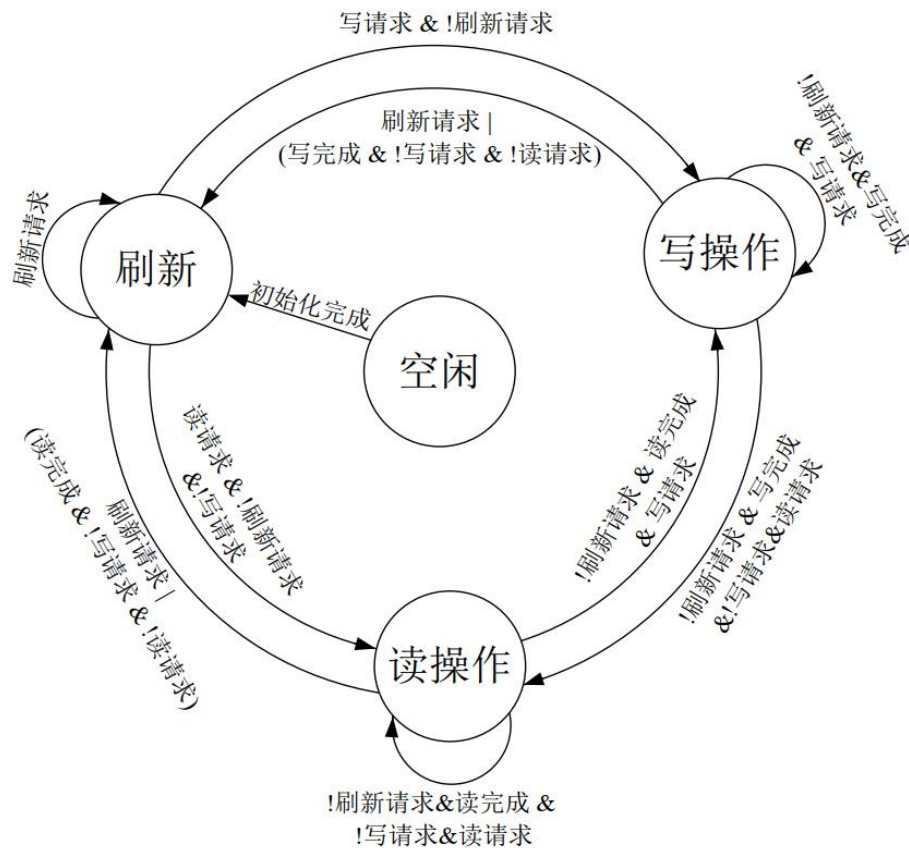 写请求 & !刷新请求
刷新请求 |
(写完成 & !写请求 & !读请求)
!刷新请求&写完成
& 写请求
刷新请求
刷新
写操作
初始化完成
空闲
读请求 & !刷新请求
&!写请求
刷新请求 |
(读完成 & !写请求 & !读请求)
!刷新请求 & 读完成
& 写请求
!刷新请求 & 写完成
&!写请求&读请求
读操作
!刷新请求&读完成 &
!写请求&读请求